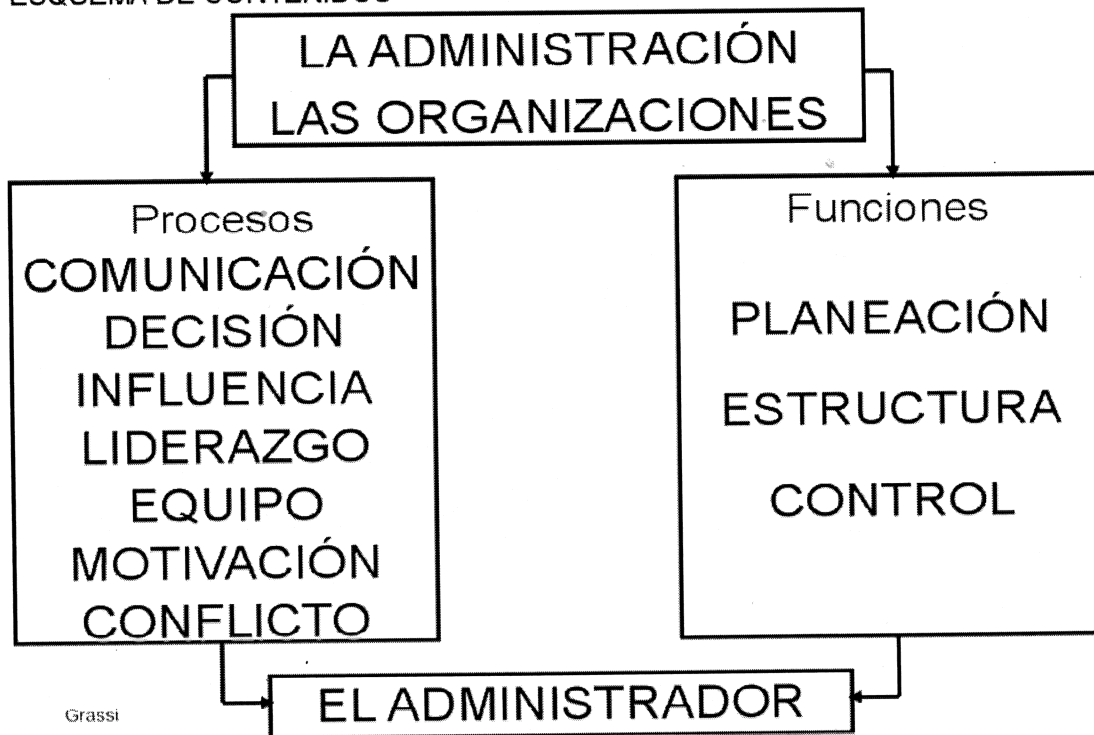 ESQUEMA DE CONTENIDOS
LA ADMINISTRACIÓN
LAS ORGANIZACIONES
Procesos
COMUNICACIÓN
DECISIÓN
INFLUENCIA
LIDERAZGO
EQUIPO
MOTIVACIÓN
CONFLICTO
Funciones
PLANEACIÓN
ESTRUCTURA
CONTROL
EL ADMINISTRADOR
Grassi